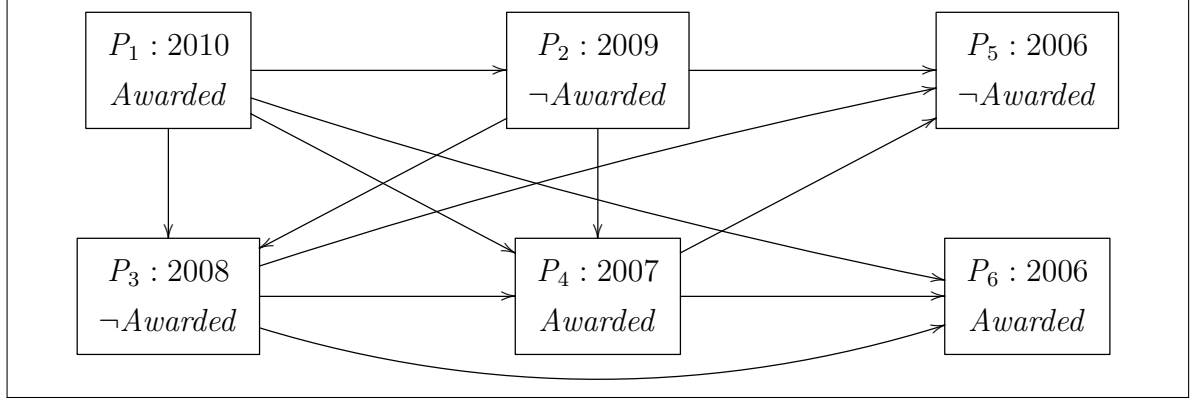 P₁ : 2010
Awarded
P₂ : 2009
¬Awarded
P₅ : 2006
¬Awarded
P₃ : 2008
¬Awarded
P₄ : 2007
Awarded
P₆ : 2006
Awarded